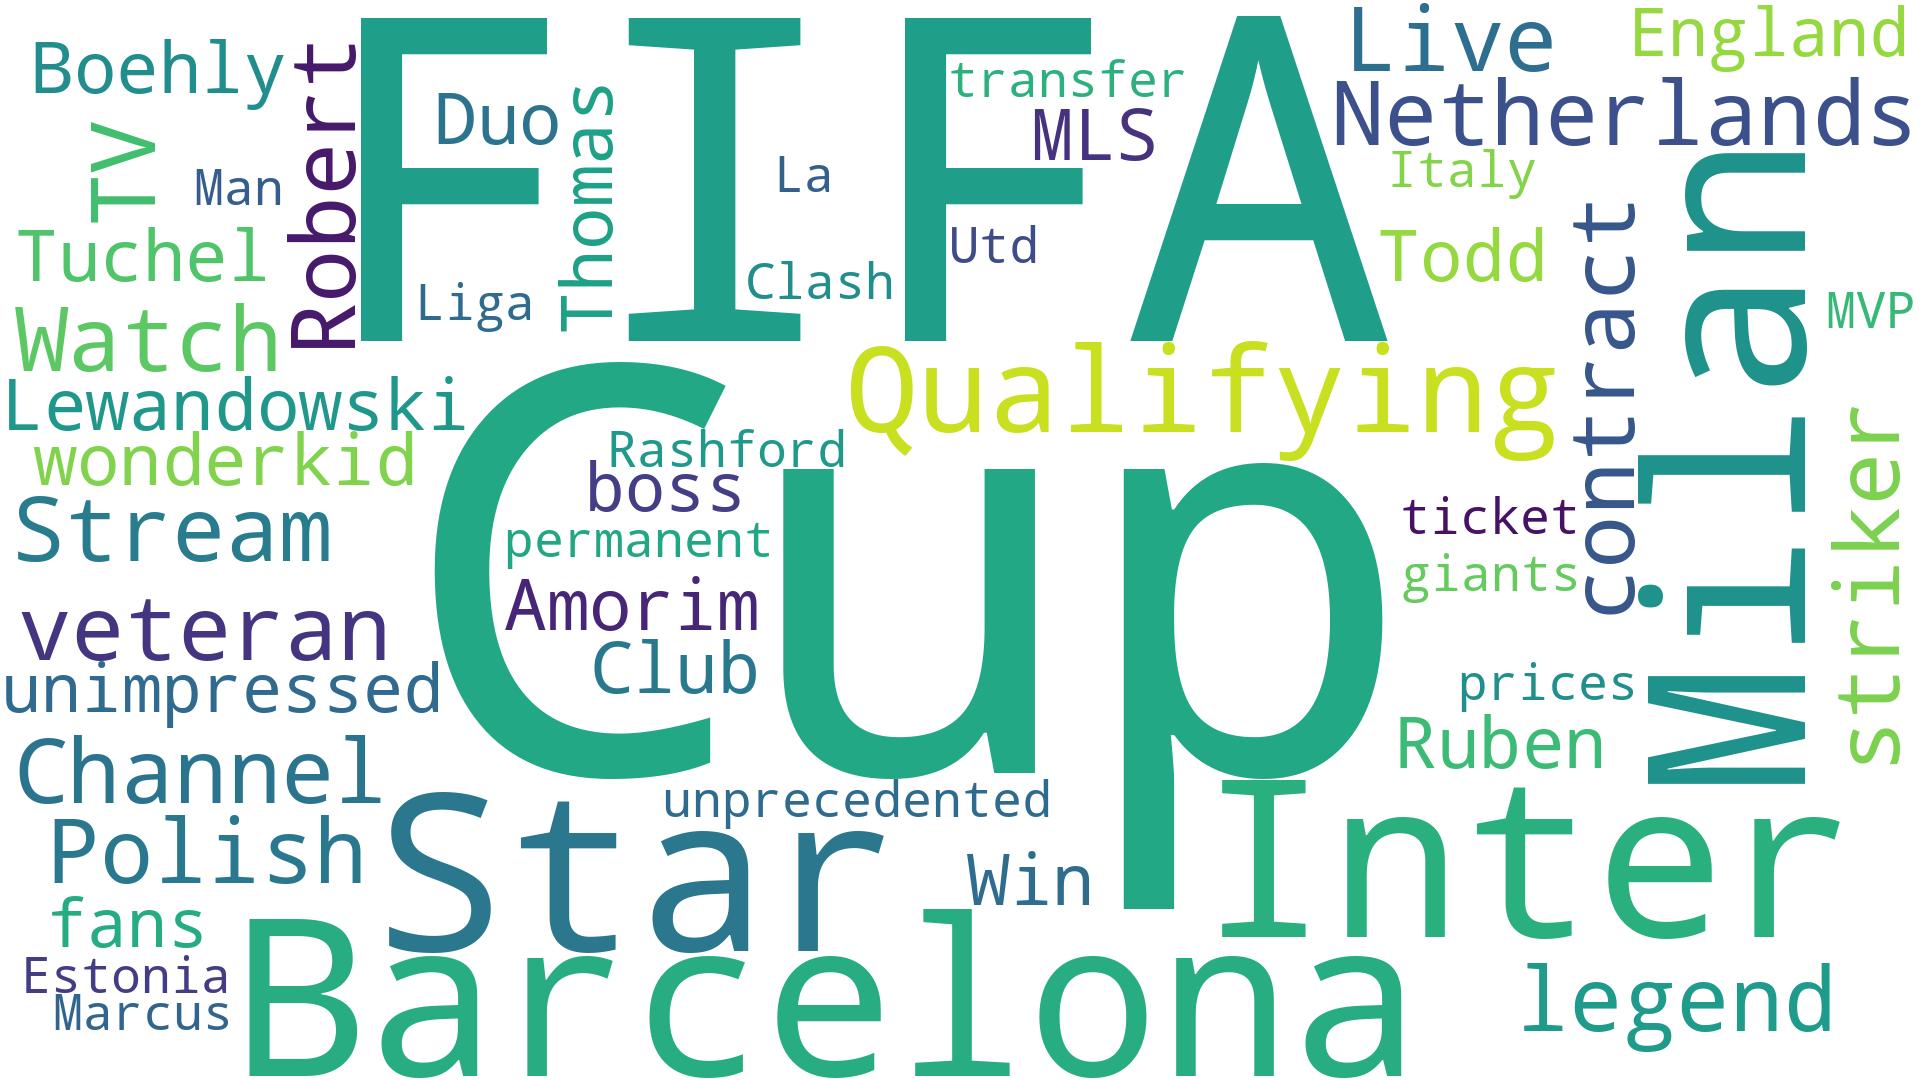 FIFA
Cup
Milan
Inter
Star
Barcelona
Qualifying
Boehly
TV
Man
Robert
Duo
Thomas
La
Liga
Clash
transfer
MLS
Utd
Live
England
Netherlands
Italy
Todd
contract
MVP
Tuchel
Watch
Lewandowski
wonderkid
Stream
veteran
unimpressed
Channel
Polish
fans
Estonia
Marcus
Rashford
boss
permanent
Amorim
Club
ticket
giants
striker
prices
Ruben
unprecedented
Win
legend